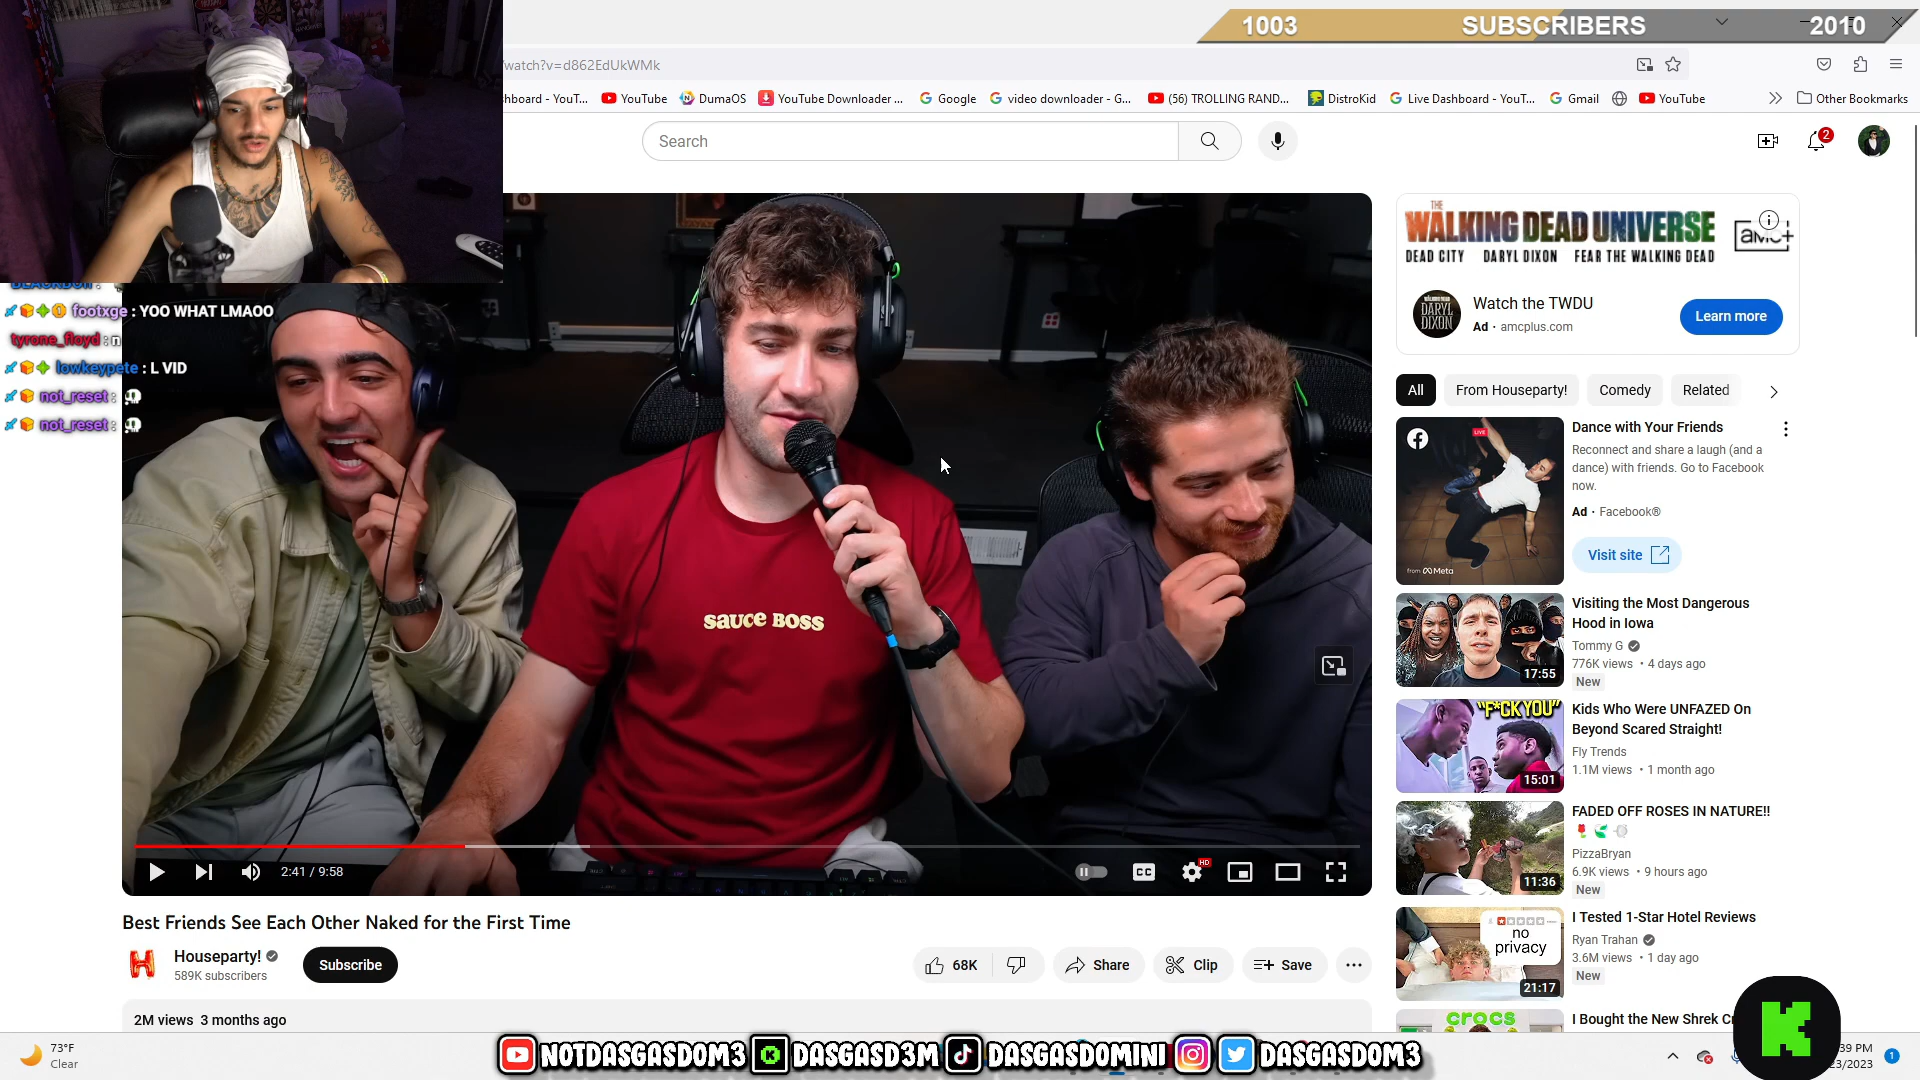 1003 SUBSCRIBERS 2010
/watch?v=d862EdUkWMk
shboard - YouT...
YouTube
DumaOS
YouTube Downloader ...
Google
video downloader - G...
(56) TROLLING RAND...
DistroKid
Live Dashboard - YouT...
Gmail
YouTube
Other Bookmarks
Search
2
footxge : YOO WHAT LMAOO
tyrone_floyd : n
lowkeypete : L VID
not_reset :
not_reset :
SAUCE BOSS
2:41 / 9:58
CC
HD
THE
WALKING DEAD UNIVERSE
DEAD CITY DARYL DIXON FEAR THE WALKING DEAD
amc+
DARYL
DIXON
Watch the TWDU
Ad · amcplus.com
Learn more
All
From Houseparty!
Comedy
Related
LIVE
from Meta
Dance with Your Friends
Reconnect and share a laugh (and a
dance) with friends. Go to Facebook
now.
Ad · Facebook®
Visit site
17:55
Visiting the Most Dangerous
Hood in Iowa
Tommy G
776K views • 4 days ago
New
"F*CK YOU"
15:01
Kids Who Were UNFAZED On
Beyond Scared Straight!
Fly Trends
1.1M views • 1 month ago
11:36
FADED OFF ROSES IN NATURE!!
PizzaBryan
6.9K views • 9 hours ago
New
no
privacy
21:17
I Tested 1-Star Hotel Reviews
Ryan Trahan
3.6M views • 1 day ago
New
crocs
I Bought the New Shrek Cr
Best Friends See Each Other Naked for the First Time
H
Houseparty!
589K subscribers
Subscribe
68K
Share
Clip
Save
2M views 3 months ago
73°F
Clear
NOTDASGASDOM3
K
DASGASD3M
DASGASDOMINI
DASGASDOM3
K
:39 PM
23/2023
1